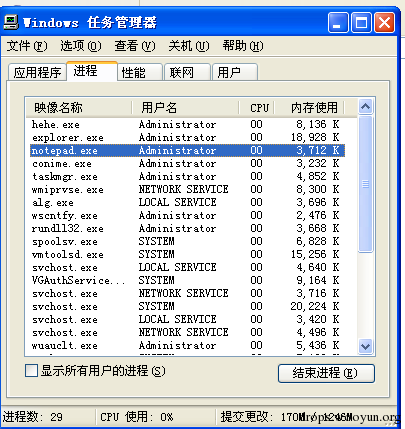 Windows 任务管理器
文件(F) 选项(O) 查看(V) 关机(U) 帮助(H)
应用程序 进程 性能 联网 用户
映像名称 用户名 CPU 内存使用
hehe.exe Administrator 00 8,136 K
explorer.exe Administrator 00 18,928 K
notepad.exe Administrator 00 3,712 K
conime.exe Administrator 00 3,232 K
taskmgr.exe Administrator 00 4,852 K
wmiprvse.exe NETWORK SERVICE 00 8,300 K
alg.exe LOCAL SERVICE 00 3,696 K
wscntfy.exe Administrator 00 2,476 K
rundll32.exe Administrator 00 3,668 K
spoolsv.exe SYSTEM 00 6,828 K
vmtoolsd.exe SYSTEM 00 15,256 K
svchost.exe LOCAL SERVICE 00 4,640 K
VGAuthService... SYSTEM 00 9,164 K
svchost.exe NETWORK SERVICE 00 3,716 K
svchost.exe SYSTEM 00 20,224 K
svchost.exe LOCAL SERVICE 00 3,420 K
svchost.exe NETWORK SERVICE 00 4,496 K
wuauclt.exe Administrator 00 5,436 K
显示所有用户的进程(S) 结束进程(E)
进程数: 29 CPU 使用: 0% 提交更改: 170M / 1246M